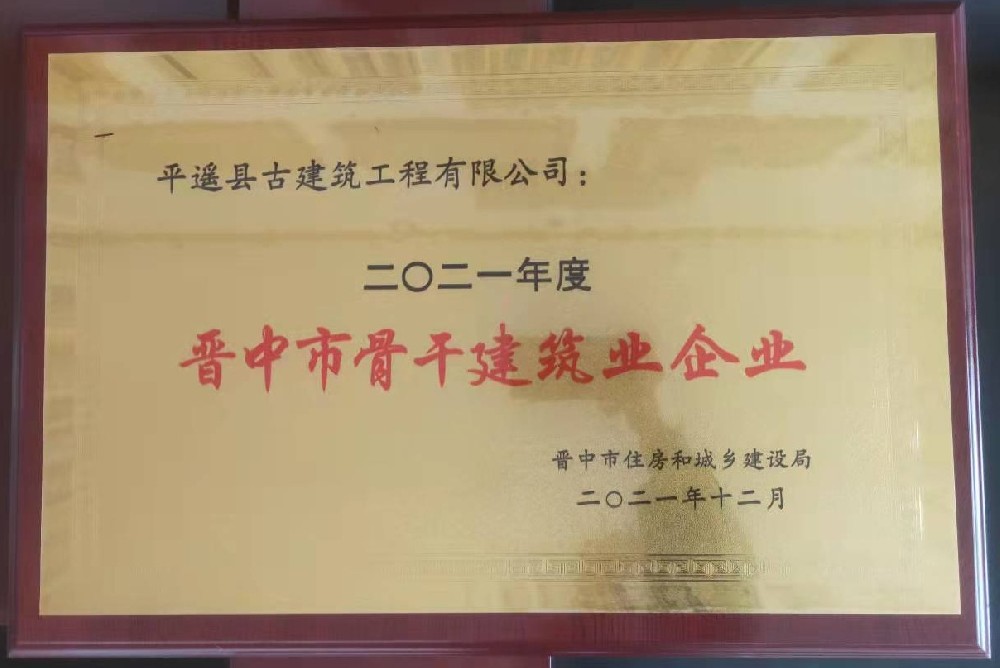 平遥县古建筑工程有限公司：
二〇二一年度
晋中市骨干建筑业企业
晋中市住房和城乡建设局
二〇二一年十二月